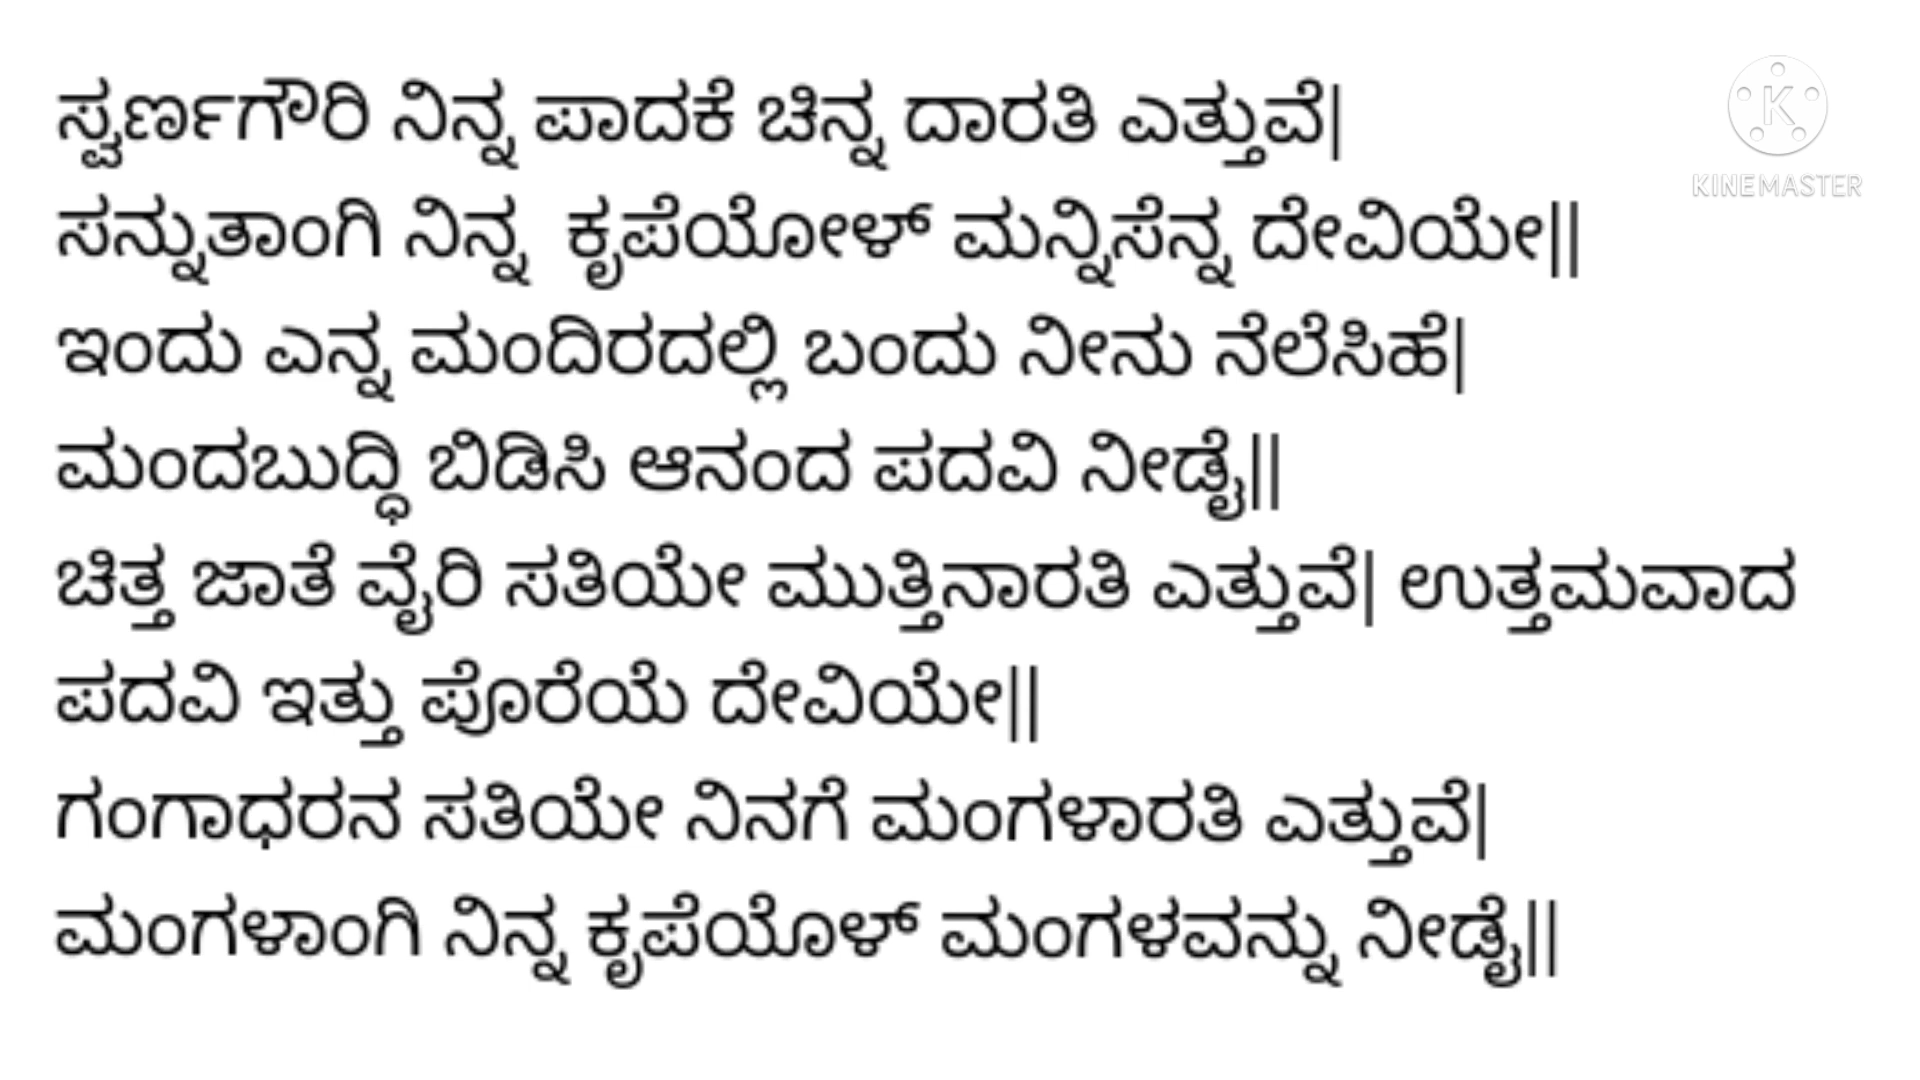 ಸ್ವರ್ಣಗೌರಿ ನಿನ್ನ ಪಾದಕೆ ಚಿನ್ನ ದಾರತಿ ಎತ್ತುವೆ|
ಸನ್ನುತಾಂಗಿ ನಿನ್ನ ಕೃಪೆಯೋಳ್ ಮನ್ನಿಸೆನ್ನ ದೇವಿಯೇ||
ಇಂದು ಎನ್ನ ಮಂದಿರದಲ್ಲಿ ಬಂದು ನೀನು ನೆಲೆಸಿಹೆ|
ಮಂದಬುದ್ಧಿ ಬಿಡಿಸಿ ಆನಂದ ಪದವಿ ನೀಡೈ||
ಚಿತ್ತ ಜಾತೆ ವೈರಿ ಸತಿಯೇ ಮುತ್ತಿನಾರತಿ ಎತ್ತುವೆ| ಉತ್ತಮವಾದ
ಪದವಿ ಇತ್ತು ಪೊರೆಯೆ ದೇವಿಯೇ||
ಗಂಗಾಧರನ ಸತಿಯೇ ನಿನಗೆ ಮಂಗಳಾರತಿ ಎತ್ತುವೆ|
ಮಂಗಳಾಂಗಿ ನಿನ್ನ ಕೃಪೆಯೊಳ್ ಮಂಗಳವನ್ನು ನೀಡೈ||
K
KINEMASTER